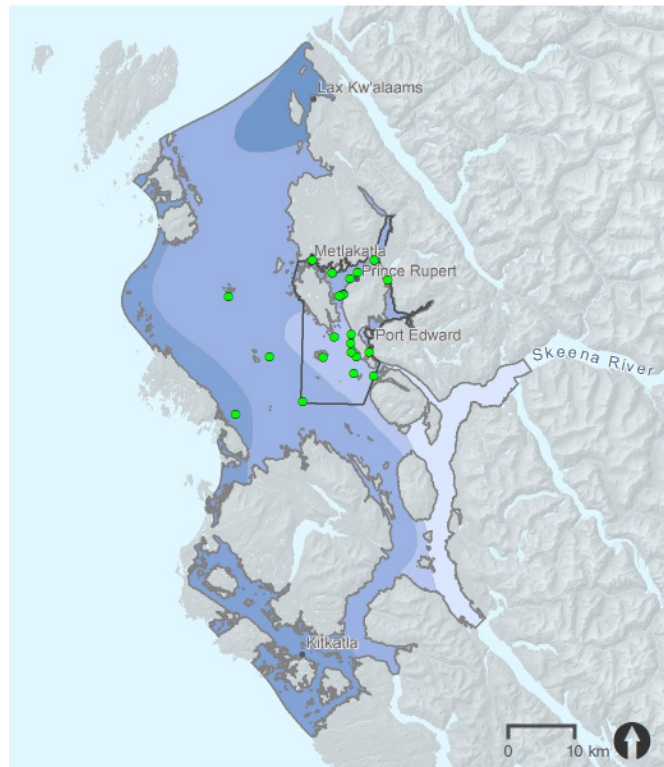 Lax Kw'alaams
Metlakatla
Prince Rupert
Port Edward
Skeena River
Kitkatla
0 10 km